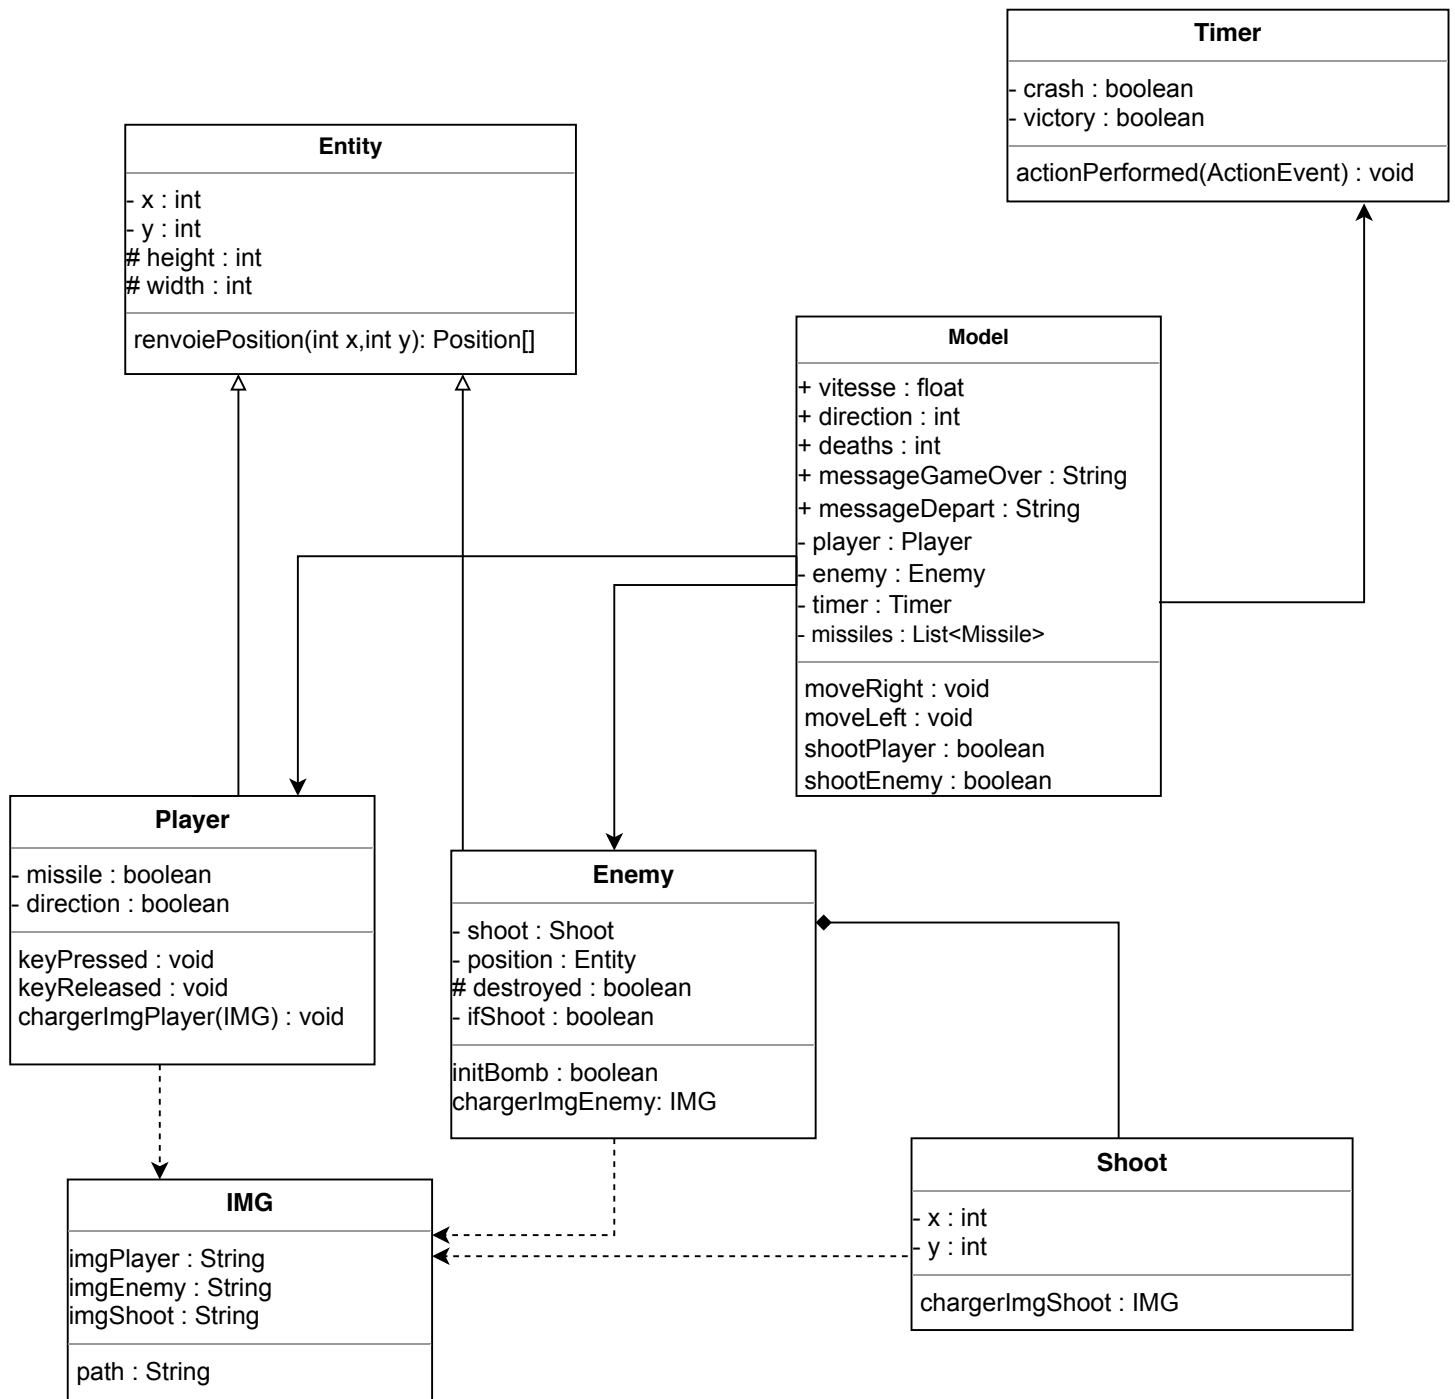 Timer
- crash : boolean
- victory : boolean
actionPerformed(ActionEvent) : void
Entity
- x : int
- y : int
# height : int
# width : int
renvoiePosition(int x,int y): Position[]
Model
+ vitesse : float
+ direction : int
+ deaths : int
+ messageGameOver : String
+ messageDepart : String
- player : Player
- enemy : Enemy
- timer : Timer
- missiles : List<Missile>
moveRight : void
moveLeft : void
shootPlayer : boolean
shootEnemy : boolean
Player
- missile : boolean
- direction : boolean
keyPressed : void
keyReleased : void
chargerImgPlayer(IMG) : void
Enemy
- shoot : Shoot
- position : Entity
# destroyed : boolean
- ifShoot : boolean
initBomb : boolean
chargerImgEnemy: IMG
Shoot
- x : int
- y : int
chargerImgShoot : IMG
IMG
imgPlayer : String
imgEnemy : String
imgShoot : String
path : String